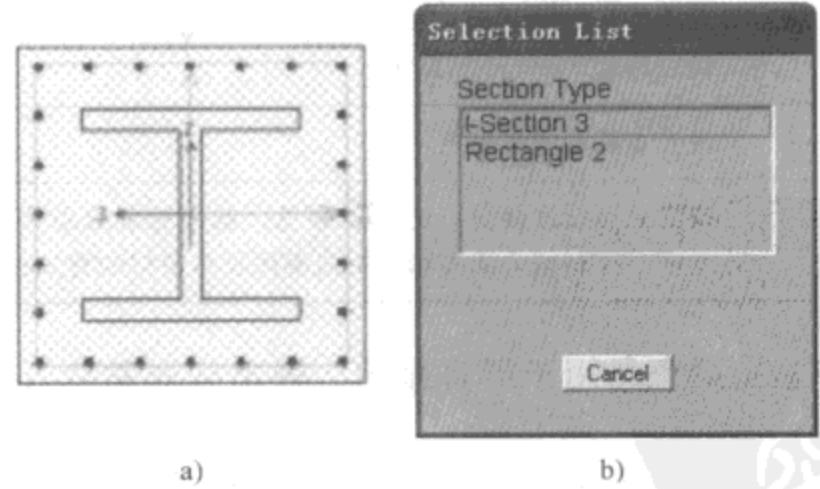 Selection List
Section Type
I-Section 3
Rectangle 2
Cancel
3
2
a)
b)